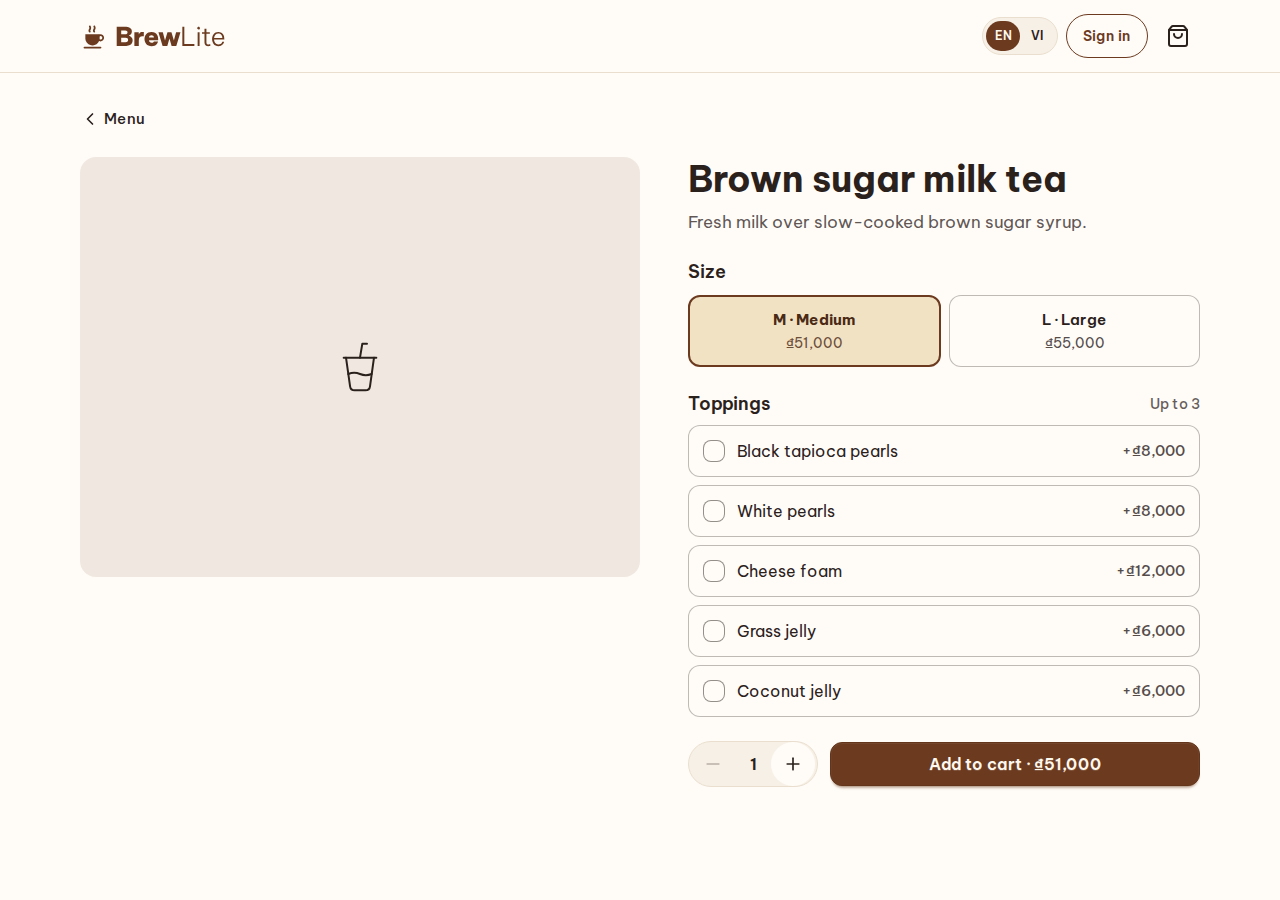 BrewLite
EN VI Sign in
Menu
Brown sugar milk tea
Fresh milk over slow-cooked brown sugar syrup.
Size
M · Medium
₫51,000
L · Large
₫55,000
Toppings Up to 3
Black tapioca pearls +₫8,000
White pearls +₫8,000
Cheese foam +₫12,000
Grass jelly +₫6,000
Coconut jelly +₫6,000
1 Add to cart · ₫51,000